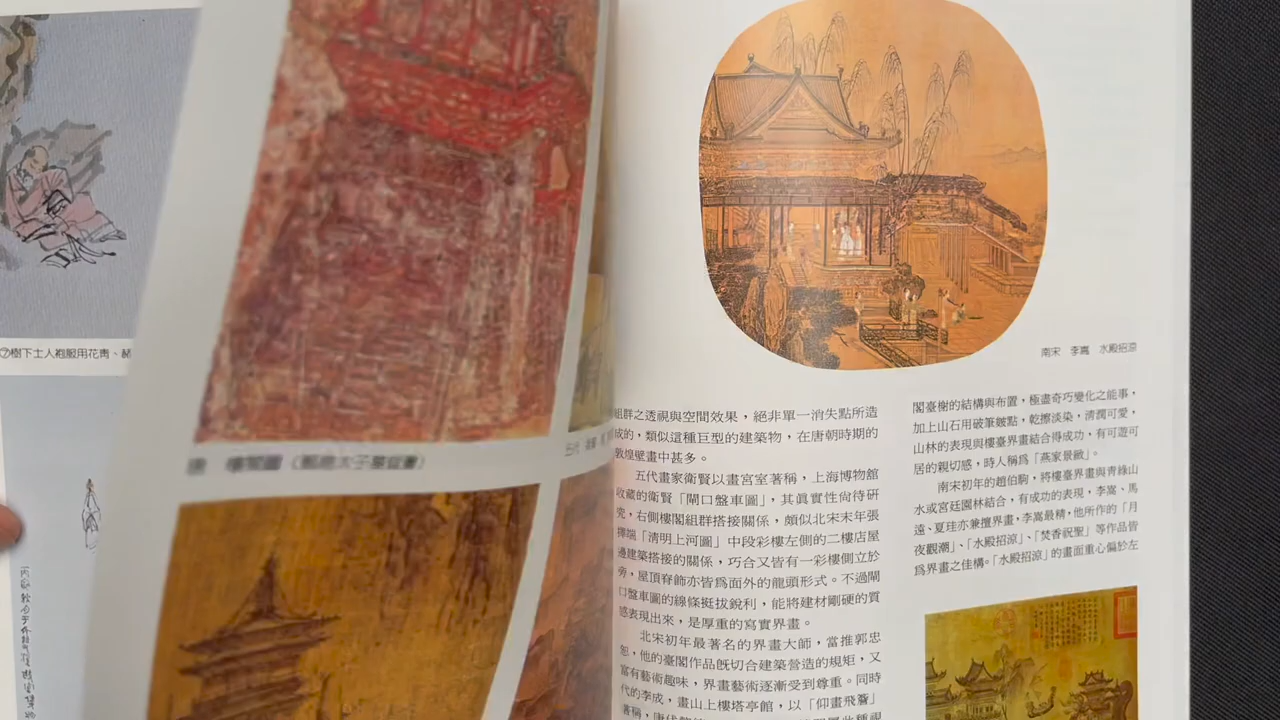 ⑦樹下士人袍服用花靑、赭
南宋 李嵩 水殿招涼
組群之透視與空間效果，絕非單一消失點所造
成的，類似這種巨型的建築物，在唐朝時期的
敦煌壁畫中甚多。
五代畫家衛賢以畫宮室著稱，上海博物館
收藏的衛賢「閘口盤車圖」，其眞實性尙待研
究，右側樓閣組群搭接關係，頗似北宋末年張
擇端「清明上河圖」中段彩樓左側的二樓店屋
邊建築搭接的關係，巧合又皆有一彩樓側立於
旁，屋頂脊飾亦皆爲面外的龍頭形式。不過閘
口盤車圖的線條挺拔銳利，能將建材剛硬的質
感表現出來，是厚重的寫實界畫。
北宋初年最著名的界畫大師，當推郭忠
恕，他的臺閣作品旣切合建築營造的規矩，又
富有藝術趣味，界畫藝術逐漸受到尊重。同時
代的李成，畫山上樓塔亭館，以「仰畫飛簷」
著稱，
閣臺榭的結構與布置，極盡奇巧變化之能事，
加上山石用破筆皴點，乾擦淡染，清潤可愛，
山林的表現與樓臺界畫結合得成功，有可遊可
居的親切感，時人稱爲「燕家景緻」。
南宋初年的趙伯駒，將樓臺界畫與靑綠山
水或宮廷園林結合，有成功的表現，李嵩、馬
遠、夏珪亦兼擅界畫，李嵩最精，他所作的「月
夜觀潮」、「水殿招涼」、「焚香祝聖」等作品皆
爲界畫之佳構。「水殿招涼」的畫面重心偏於左